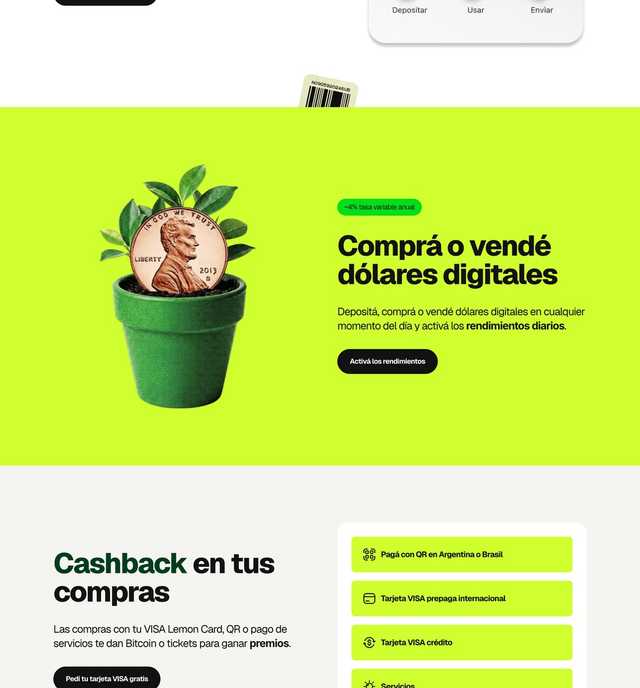 Depositar
Usar
Enviar
~4% tasa variable anual
Comprá o vendé
dólares digitales
IN GOD WE TRUST
LIBERTY
2013
Depositá, comprá o vendé dólares digitales en cualquier
momento del día y activá los rendimientos diarios.
Activá los rendimientos
Cashback en tus
compras
Las compras con tu VISA Lemon Card, QR o pago de
servicios te dan Bitcoin o tickets para ganar premios.
Pedí tu tarjeta VISA gratis
Pagá con QR en Argentina o Brasil
Tarjeta VISA prepaga internacional
Tarjeta VISA crédito
Servicios